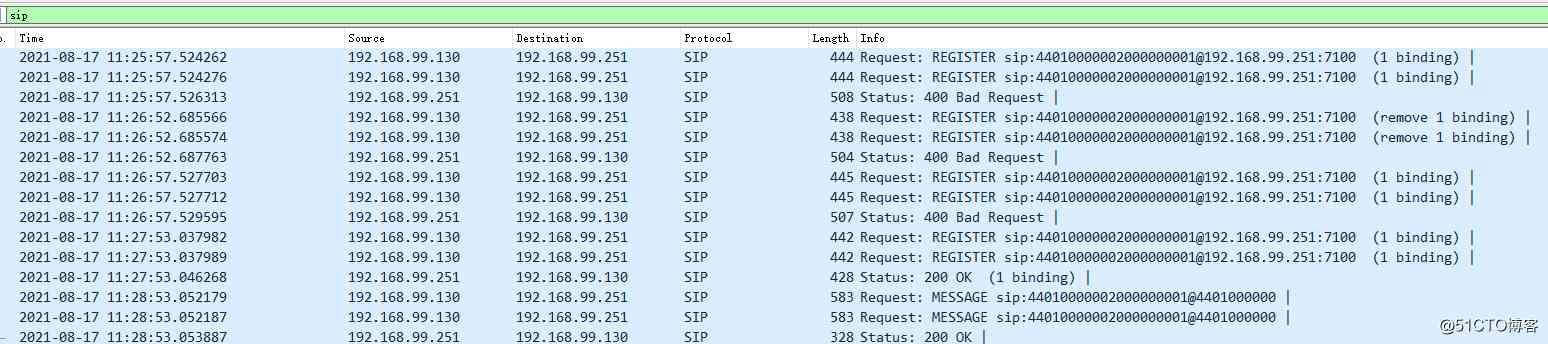 sip
Time Source Destination Protocol Length Info
2021-08-17 11:25:57.524262 192.168.99.130 192.168.99.251 SIP 444 Request: REGISTER sip:44010000002000000001@192.168.99.251:7100 (1 binding) |
2021-08-17 11:25:57.524276 192.168.99.130 192.168.99.251 SIP 444 Request: REGISTER sip:44010000002000000001@192.168.99.251:7100 (1 binding) |
2021-08-17 11:25:57.526313 192.168.99.251 192.168.99.130 SIP 508 Status: 400 Bad Request |
2021-08-17 11:26:52.685566 192.168.99.130 192.168.99.251 SIP 438 Request: REGISTER sip:44010000002000000001@192.168.99.251:7100 (remove 1 binding) |
2021-08-17 11:26:52.685574 192.168.99.130 192.168.99.251 SIP 438 Request: REGISTER sip:44010000002000000001@192.168.99.251:7100 (remove 1 binding) |
2021-08-17 11:26:52.687763 192.168.99.251 192.168.99.130 SIP 504 Status: 400 Bad Request |
2021-08-17 11:26:57.527703 192.168.99.130 192.168.99.251 SIP 445 Request: REGISTER sip:44010000002000000001@192.168.99.251:7100 (1 binding) |
2021-08-17 11:26:57.527712 192.168.99.130 192.168.99.251 SIP 445 Request: REGISTER sip:44010000002000000001@192.168.99.251:7100 (1 binding) |
2021-08-17 11:26:57.529595 192.168.99.251 192.168.99.130 SIP 507 Status: 400 Bad Request |
2021-08-17 11:27:53.037982 192.168.99.130 192.168.99.251 SIP 442 Request: REGISTER sip:44010000002000000001@192.168.99.251:7100 (1 binding) |
2021-08-17 11:27:53.037989 192.168.99.130 192.168.99.251 SIP 442 Request: REGISTER sip:44010000002000000001@192.168.99.251:7100 (1 binding) |
2021-08-17 11:27:53.046268 192.168.99.251 192.168.99.130 SIP 428 Status: 200 OK (1 binding) |
2021-08-17 11:28:53.052179 192.168.99.130 192.168.99.251 SIP 583 Request: MESSAGE sip:44010000002000000001@4401000000 |
2021-08-17 11:28:53.052187 192.168.99.130 192.168.99.251 SIP 583 Request: MESSAGE sip:44010000002000000001@4401000000 |
2021-08-17 11:28:53.053887 192.168.99.251 192.168.99.130 SIP 328 Status: 200 OK |
@51CTO博客